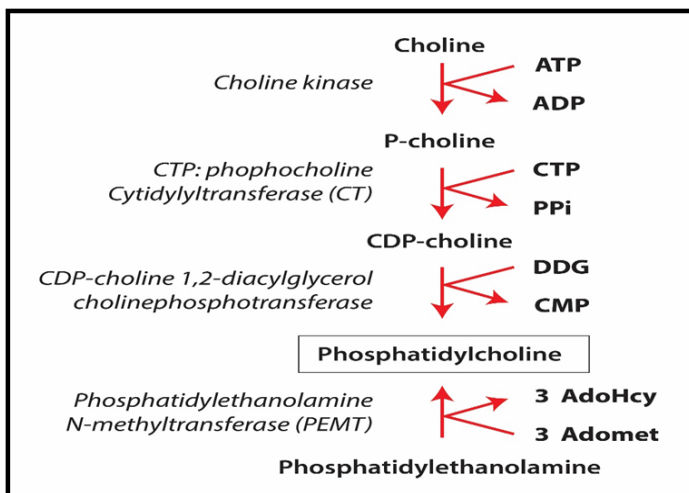 Choline
Choline kinase
ATP
ADP
P-choline
CTP: phophocholine
Cytidylyltransferase (CT)
CTP
PPi
CDP-choline
CDP-choline 1,2-diacylglycerol
cholinephosphotransferase
DDG
CMP
Phosphatidylcholine
Phosphatidylethanolamine
N-methyltransferase (PEMT)
3 AdoHcy
3 Adomet
Phosphatidylethanolamine